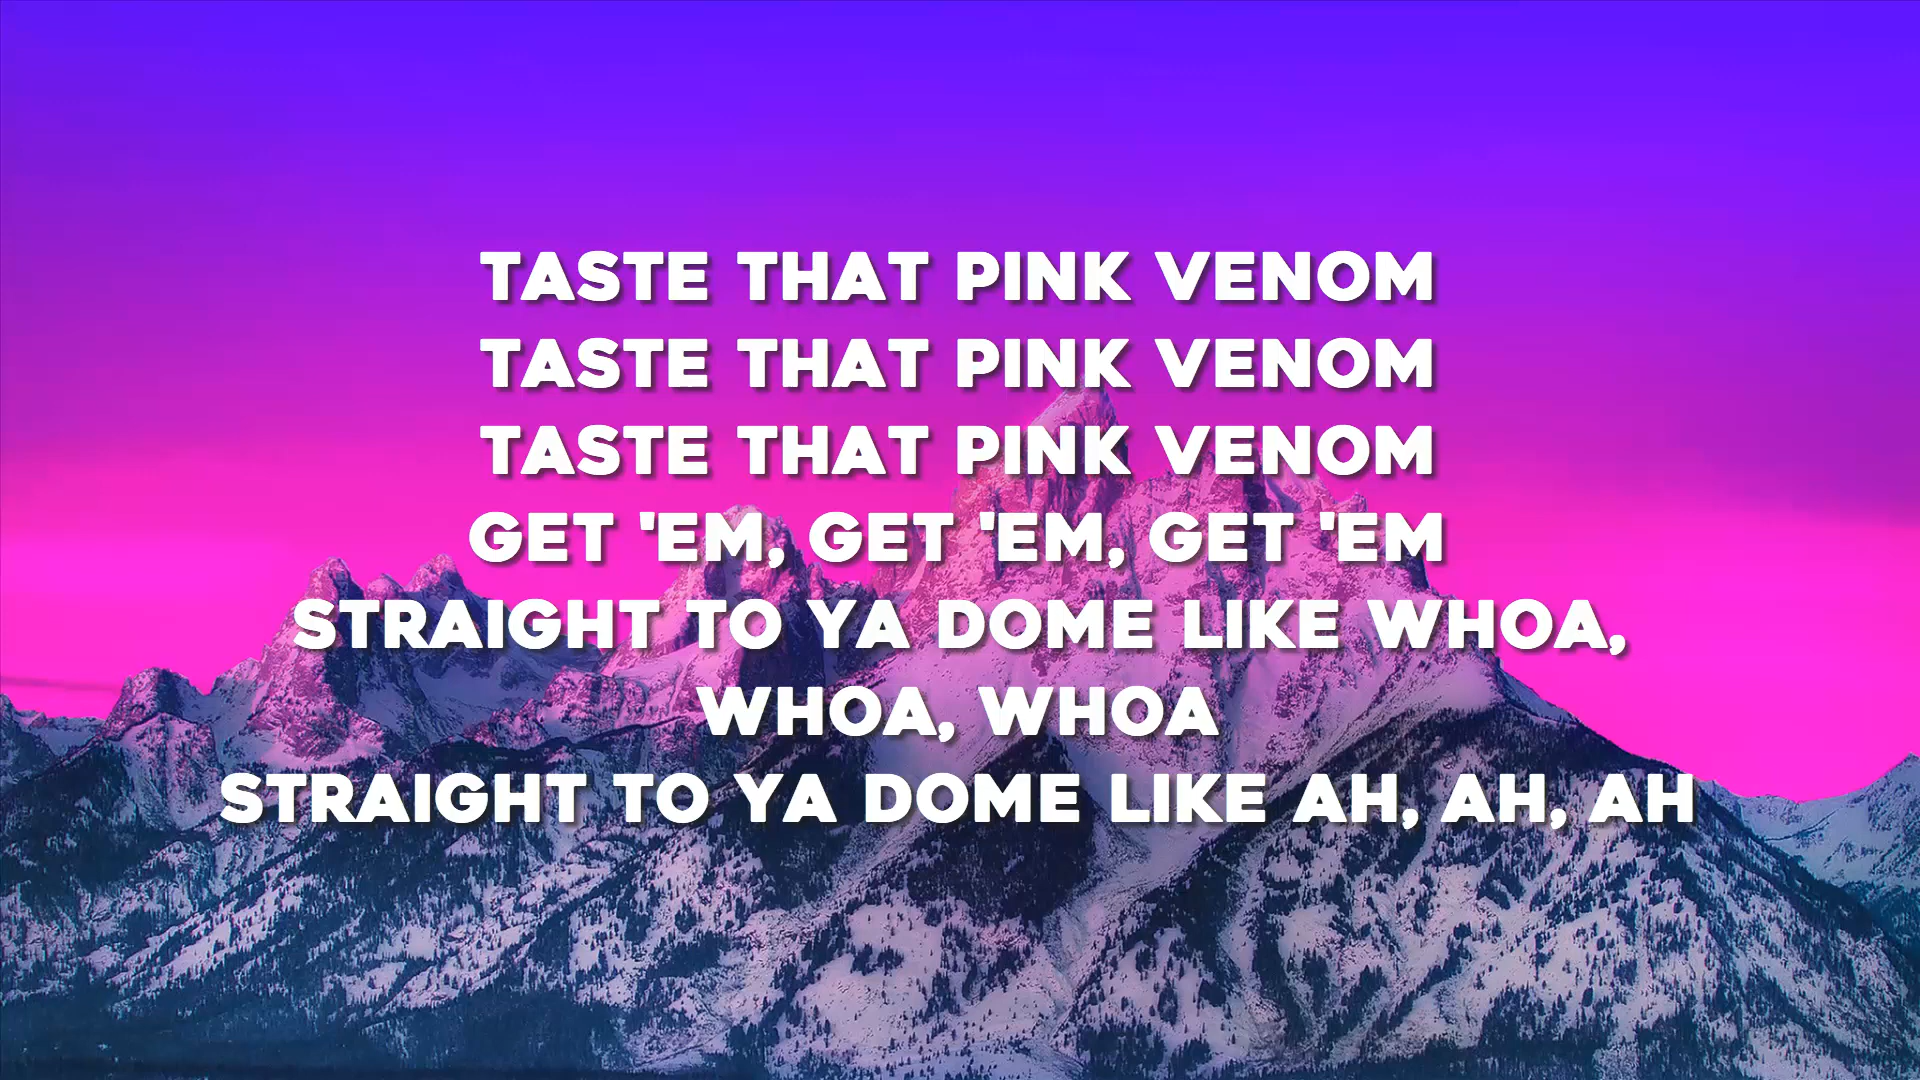 TASTE THAT PINK VENOM
TASTE THAT PINK VENOM
TASTE THAT PINK VENOM
GET 'EM, GET 'EM, GET 'EM
STRAIGHT TO YA DOME LIKE WHOA,
WHOA, WHOA
STRAIGHT TO YA DOME LIKE AH, AH, AH